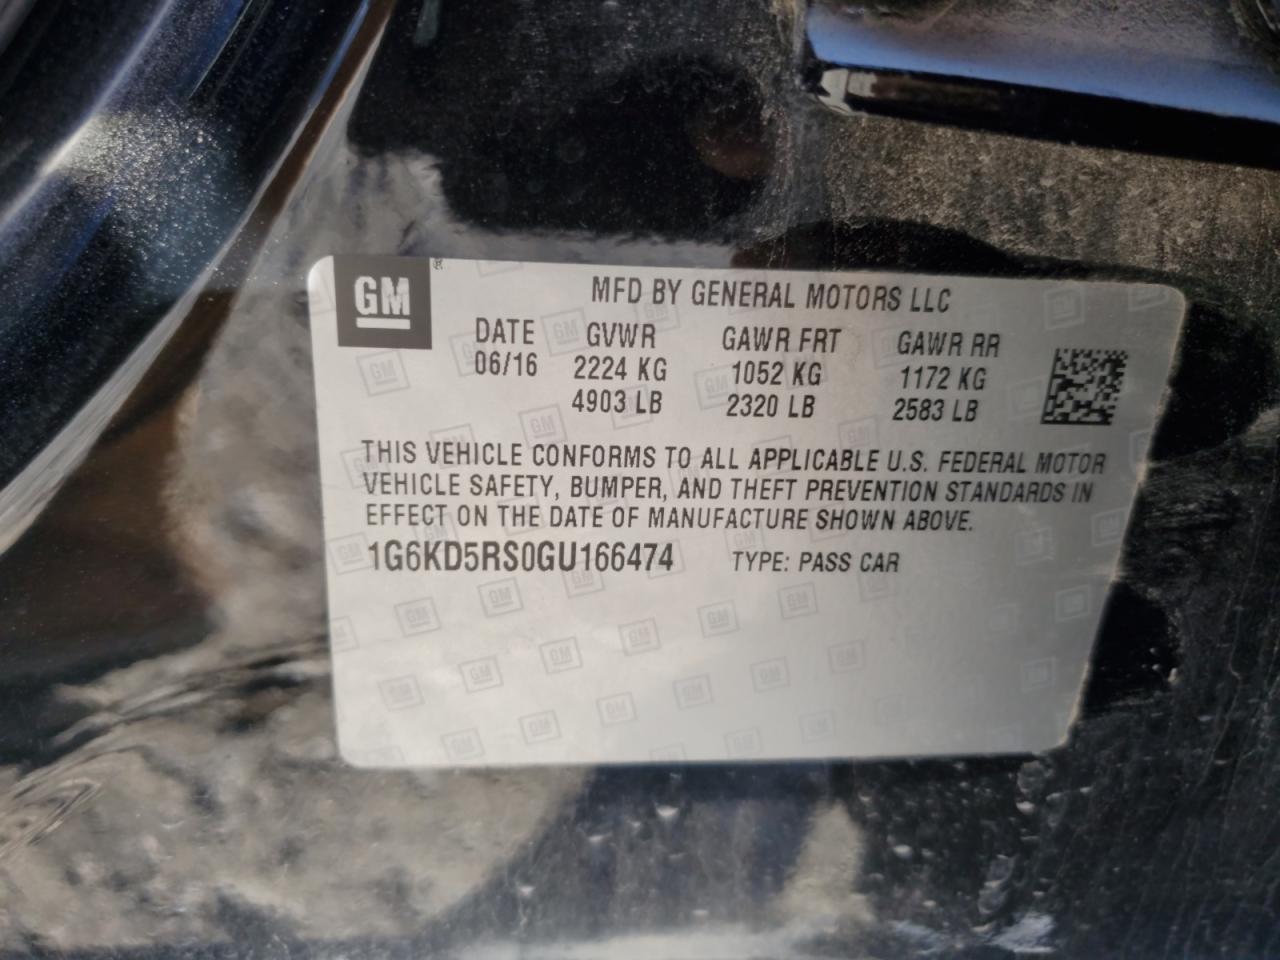 GM
MFD BY GENERAL MOTORS LLC
DATE GVWR GAWR FRT GAWR RR
06/16 2224 KG 1052 KG 1172 KG
4903 LB 2320 LB 2583 LB
THIS VEHICLE CONFORMS TO ALL APPLICABLE U.S. FEDERAL MOTOR
VEHICLE SAFETY, BUMPER, AND THEFT PREVENTION STANDARDS IN
EFFECT ON THE DATE OF MANUFACTURE SHOWN ABOVE.
1G6KD5RS0GU166474 TYPE: PASS CAR